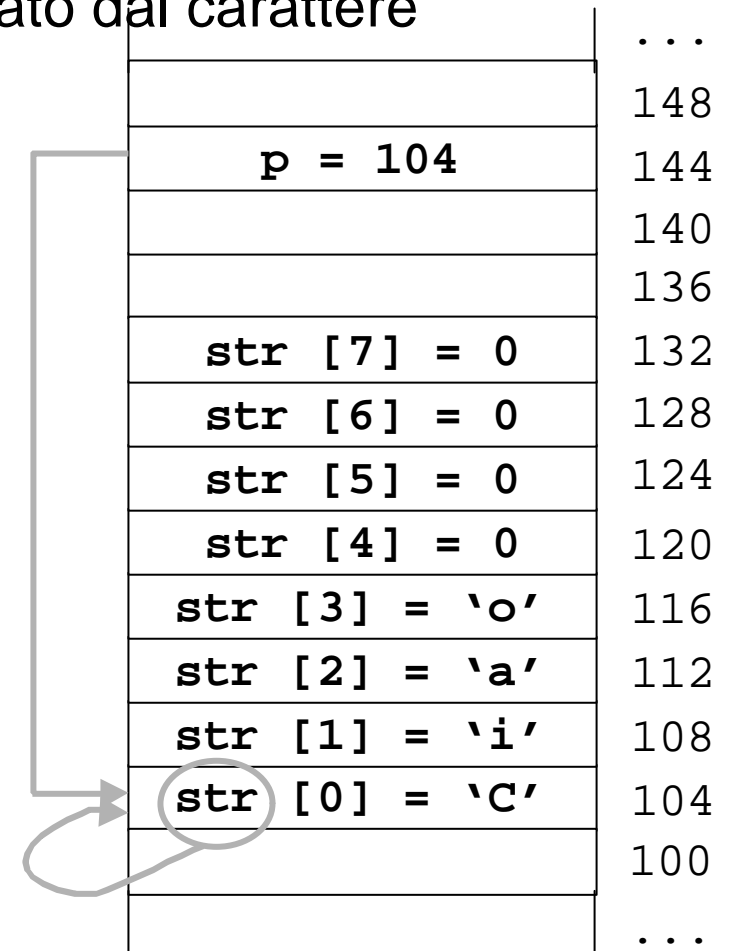 ato dal carattere
...
148
p = 104 144
140
136
str [7] = 0 132
str [6] = 0 128
str [5] = 0 124
str [4] = 0 120
str [3] = ‘o’ 116
str [2] = ‘a’ 112
str [1] = ‘i’ 108
str [0] = ‘C’ 104
100
...